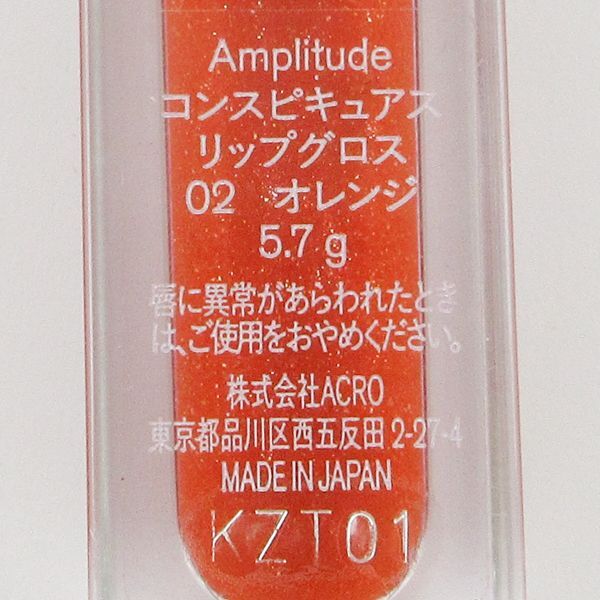 Amplitude
コンスピキュアス
リップグロス
02　オレンジ
5.7 g
唇に異常があらわれたとき
は、ご使用をおやめください。
株式会社ACRO
東京都品川区西五反田2-27-4
MADE IN JAPAN
KZT01